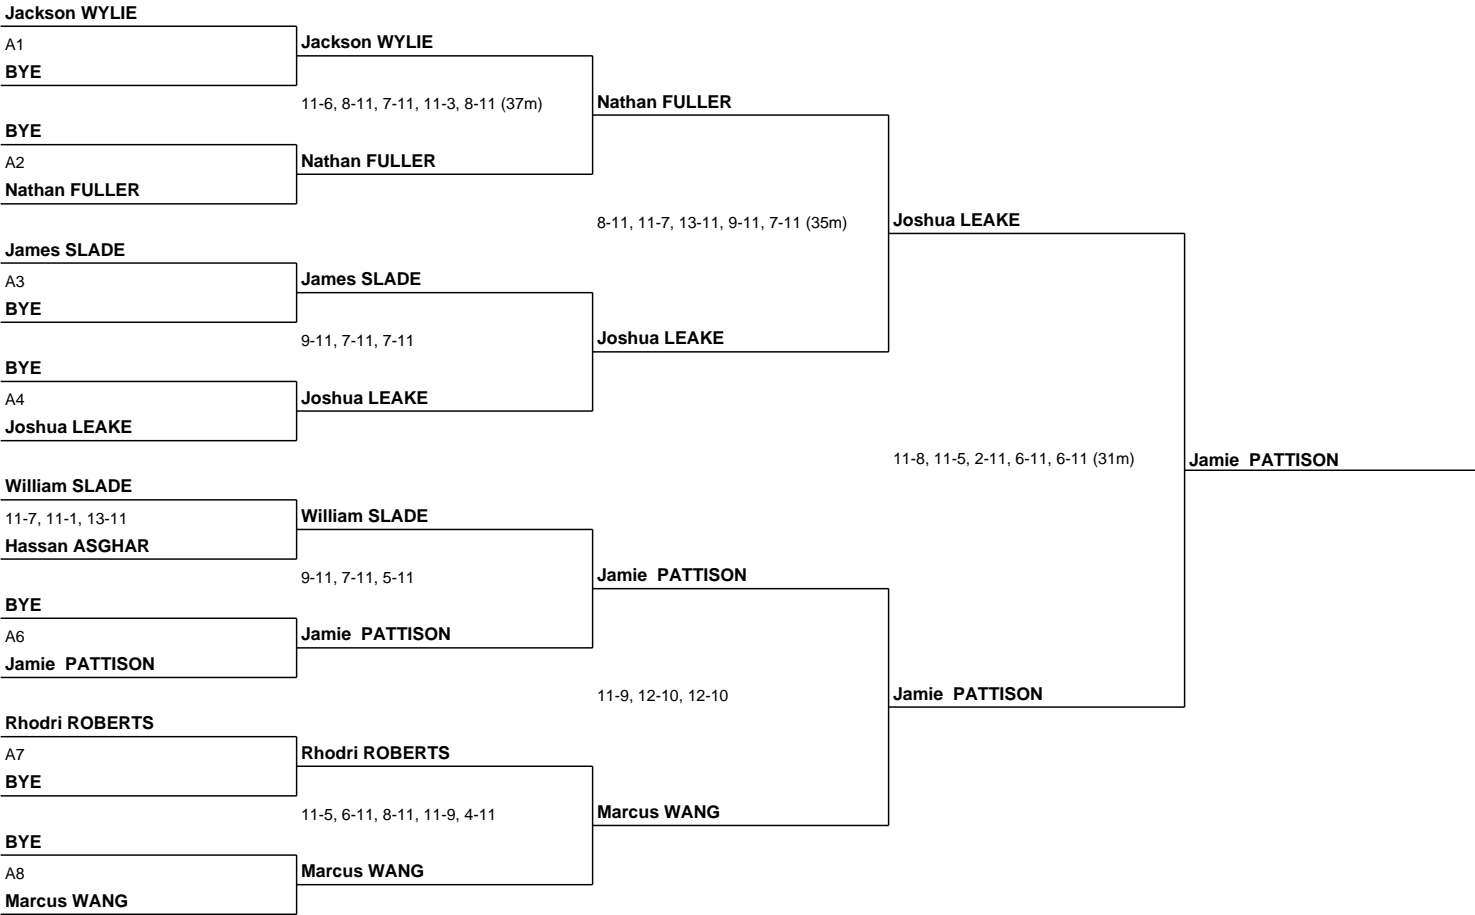 Jackson WYLIE
A1
BYE
BYE
A2
Nathan FULLER
James SLADE
A3
BYE
BYE
A4
Joshua LEAKE
William SLADE
11-7, 11-1, 13-11
Hassan ASGHAR
BYE
A6
Jamie PATTISON
Rhodri ROBERTS
A7
BYE
BYE
A8
Marcus WANG
Jackson WYLIE
11-6, 8-11, 7-11, 11-3, 8-11 (37m)
Nathan FULLER
James SLADE
9-11, 7-11, 7-11
Joshua LEAKE
William SLADE
9-11, 7-11, 5-11
Jamie PATTISON
Rhodri ROBERTS
11-5, 6-11, 8-11, 11-9, 4-11
Marcus WANG
Nathan FULLER
8-11, 11-7, 13-11, 9-11, 7-11 (35m)
Joshua LEAKE
Jamie PATTISON
11-9, 12-10, 12-10
Marcus WANG
Joshua LEAKE
11-8, 11-5, 2-11, 6-11, 6-11 (31m)
Jamie PATTISON
Jamie PATTISON